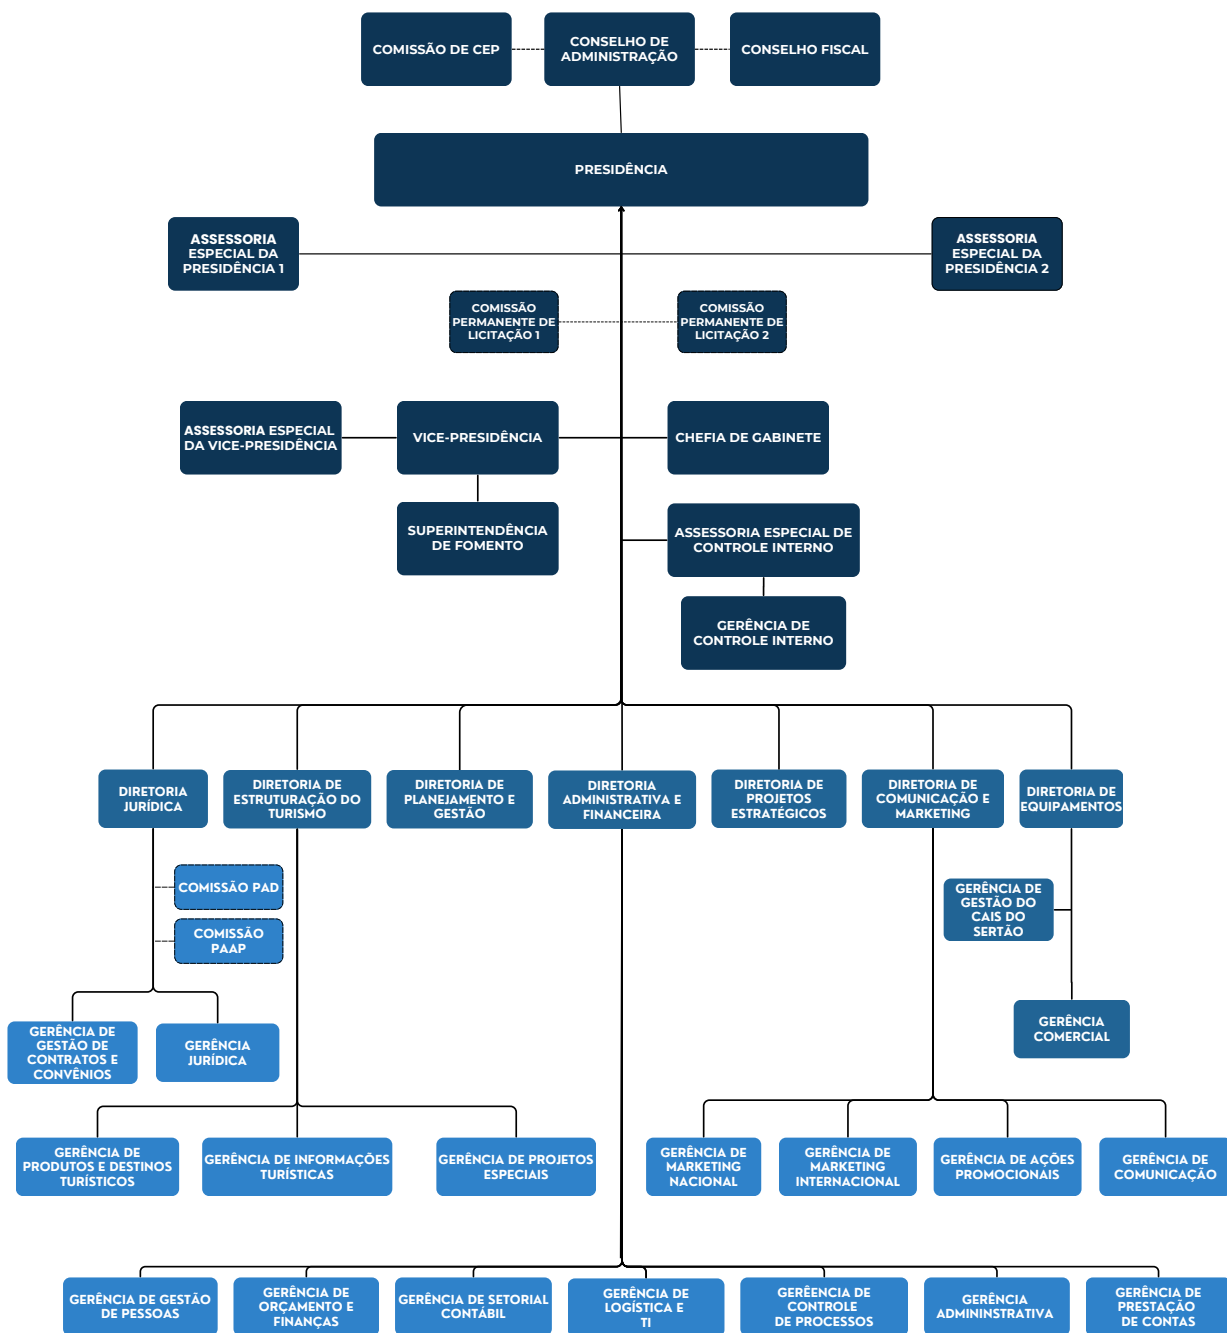 COMISSÃO DE CEP
CONSELHO DE
ADMINISTRAÇÃO
CONSELHO FISCAL
PRESIDÊNCIA
ASSESSORIA
ESPECIAL DA
PRESIDÊNCIA 1
ASSESSORIA
ESPECIAL DA
PRESIDÊNCIA 2
COMISSÃO
PERMANENTE DE
LICITAÇÃO 1
COMISSÃO
PERMANENTE DE
LICITAÇÃO 2
ASSESSORIA ESPECIAL
DA VICE-PRESIDÊNCIA
VICE-PRESIDÊNCIA
CHEFIA DE GABINETE
SUPERINTENDÊNCIA
DE FOMENTO
ASSESSORIA ESPECIAL DE
CONTROLE INTERNO
GERÊNCIA DE
CONTROLE INTERNO
DIRETORIA
JURÍDICA
DIRETORIA DE
ESTRUTURAÇÃO DO
TURISMO
DIRETORIA DE
PLANEJAMENTO E
GESTÃO
DIRETORIA
ADMINISTRATIVA E
FINANCEIRA
DIRETORIA DE
PROJETOS
ESTRATÉGICOS
DIRETORIA DE
COMUNICAÇÃO E
MARKETING
DIRETORIA DE
EQUIPAMENTOS
COMISSÃO PAD
COMISSÃO
PAAP
GERÊNCIA DE
GESTÃO DO
CAIS DO
SERTÃO
GERÊNCIA DE
GESTÃO DE
CONTRATOS E
CONVÊNIOS
GERÊNCIA
JURÍDICA
GERÊNCIA
COMERCIAL
GERÊNCIA DE
PRODUTOS E DESTINOS
TURÍSTICOS
GERÊNCIA DE INFORMAÇÕES
TURÍSTICAS
GERÊNCIA DE PROJETOS
ESPECIAIS
GERÊNCIA DE
MARKETING
NACIONAL
GERÊNCIA DE
MARKETING
INTERNACIONAL
GERÊNCIA DE AÇÕES
PROMOCIONAIS
GERÊNCIA DE
COMUNICAÇÃO
GERÊNCIA DE GESTÃO
DE PESSOAS
GERÊNCIA DE
ORÇAMENTO E
FINANÇAS
GERÊNCIA DE SETORIAL
CONTÁBIL
GERÊNCIA DE
LOGÍSTICA E
TI
GERÊNCIA DE
CONTROLE
DE PROCESSOS
GERÊNCIA
ADMININSTRATIVA
GERÊNCIA DE
PRESTAÇÃO
DE CONTAS